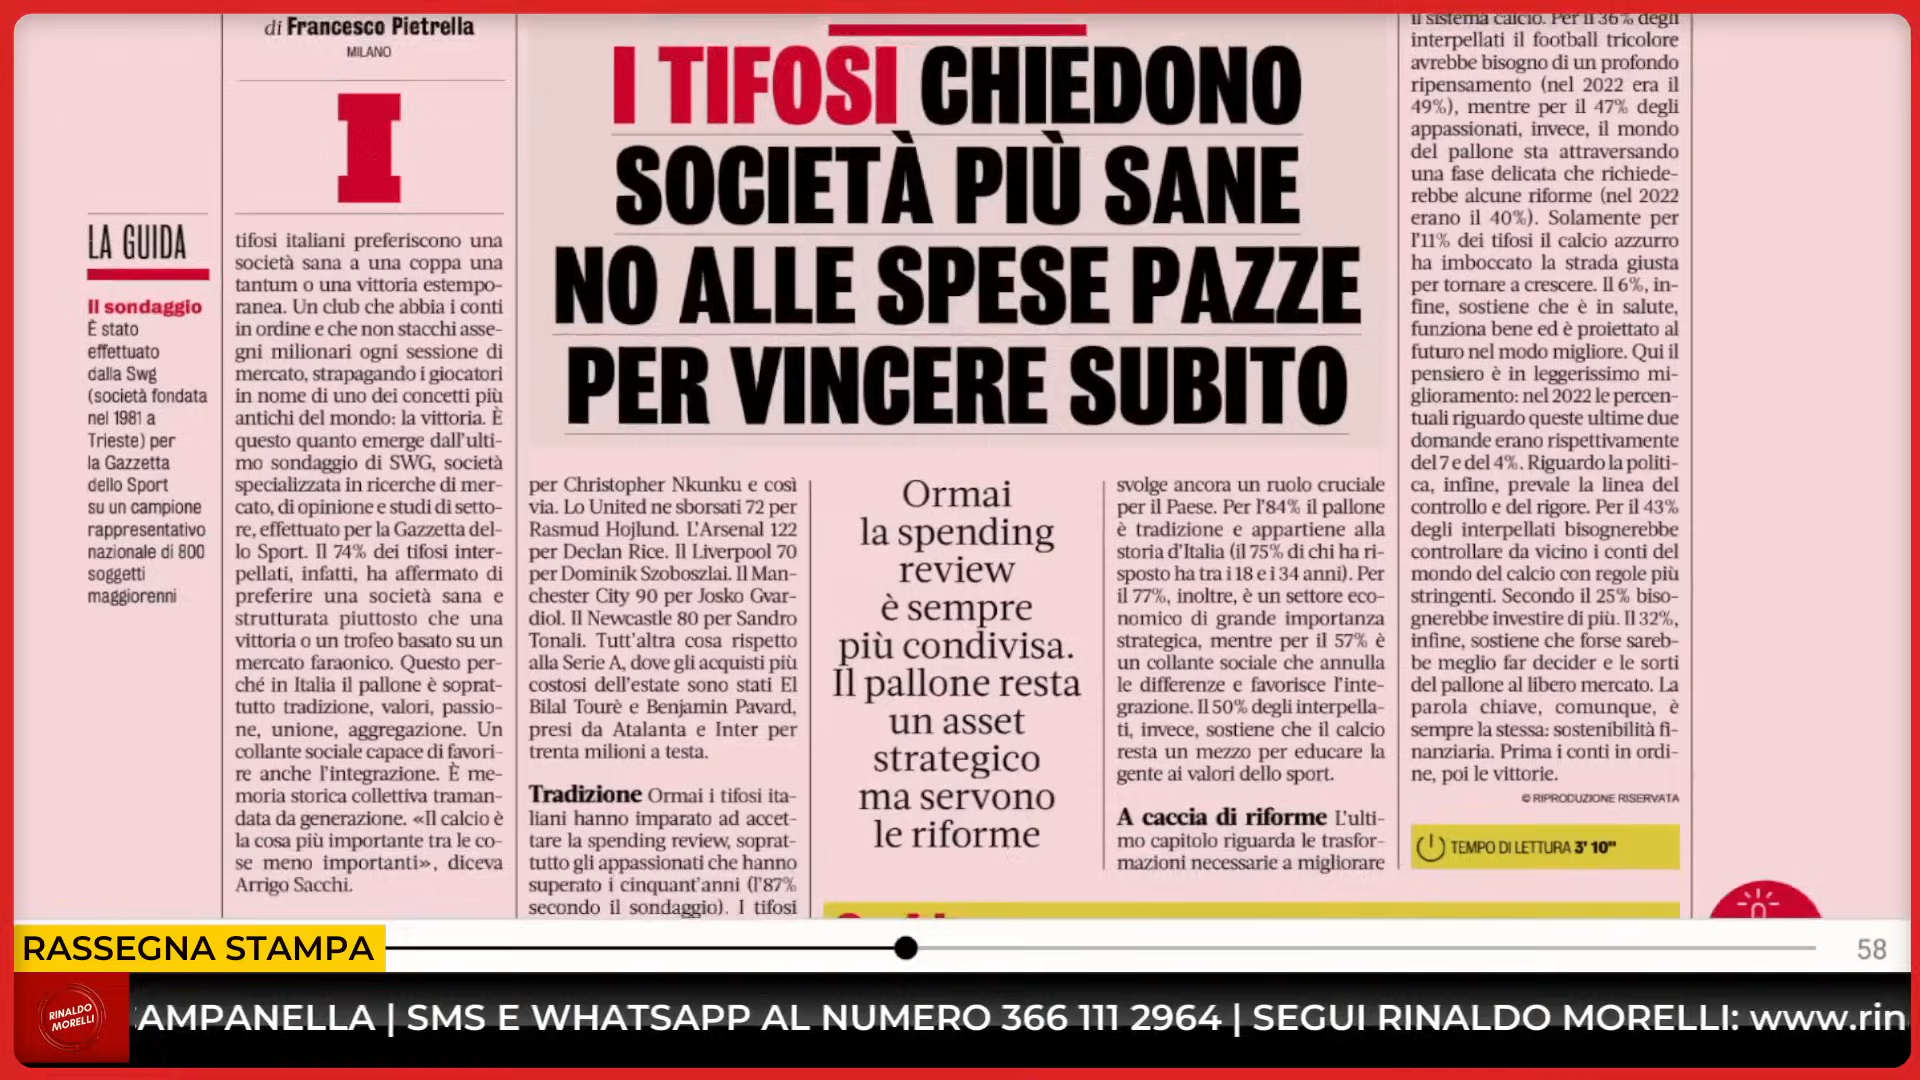 di Francesco Pietrella
MILANO
I
LA GUIDA
Il sondaggio
È stato
effettuato
dalla Swg
(società fondata
nel 1981 a
Trieste) per
la Gazzetta
dello Sport
su un campione
rappresentativo
nazionale di 800
soggetti
maggiorenni
tifosi italiani preferiscono una
società sana a una coppa una
tantum o una vittoria estempo-
ranea. Un club che abbia i conti
in ordine e che non stacchi asse-
gni milionari ogni sessione di
mercato, strapagando i giocatori
in nome di uno dei concetti più
antichi del mondo: la vittoria. È
questo quanto emerge dall'ulti-
mo sondaggio di SWG, società
specializzata in ricerche di mer-
cato, di opinione e studi di setto-
re, effettuato per la Gazzetta del-
lo Sport. Il 74% dei tifosi inter-
pellati, infatti, ha affermato di
preferire una società sana e
strutturata piuttosto che una
vittoria o un trofeo basato su un
mercato faraonico. Questo per-
ché in Italia il pallone è soprat-
tutto tradizione, valori, passio-
ne, unione, aggregazione. Un
collante sociale capace di favori-
re anche l'integrazione. È me-
moria storica collettiva traman-
data da generazione. «Il calcio è
la cosa più importante tra le co-
se meno importanti», diceva
Arrigo Sacchi.
I TIFOSI CHIEDONO
SOCIETÀ PIÙ SANE
NO ALLE SPESE PAZZE
PER VINCERE SUBITO
per Christopher Nkunku e così
via. Lo United ne sborsati 72 per
Rasmud Hojlund. L'Arsenal 122
per Declan Rice. Il Liverpool 70
per Dominik Szoboszlai. Il Man-
chester City 90 per Josko Gvar-
diol. Il Newcastle 80 per Sandro
Tonali. Tutt'altra cosa rispetto
alla Serie A, dove gli acquisti più
costosi dell'estate sono stati El
Bilal Tourè e Benjamin Pavard,
presi da Atalanta e Inter per
trenta milioni a testa.
Tradizione Ormai i tifosi ita-
liani hanno imparato ad accet-
tare la spending review, soprat-
tutto gli appassionati che hanno
superato i cinquant'anni (l'87%
secondo il sondaggio). I tifosi
Ormai
la spending
review
è sempre
più condivisa.
Il pallone resta
un asset
strategico
ma servono
le riforme
svolge ancora un ruolo cruciale
per il Paese. Per l'84% il pallone
è tradizione e appartiene alla
storia d'Italia (il 75% di chi ha ri-
sposto ha tra i 18 e i 34 anni). Per
il 77%, inoltre, è un settore eco-
nomico di grande importanza
strategica, mentre per il 57% è
un collante sociale che annulla
le differenze e favorisce l'inte-
grazione. Il 50% degli interpella-
ti, invece, sostiene che il calcio
resta un mezzo per educare la
gente ai valori dello sport.
A caccia di riforme L'ulti-
mo capitolo riguarda le trasfor-
mazioni necessarie a migliorare
il sistema calcio. Per il 36% degli
interpellati il football tricolore
avrebbe bisogno di un profondo
ripensamento (nel 2022 era il
49%), mentre per il 47% degli
appassionati, invece, il mondo
del pallone sta attraversando
una fase delicata che richiede-
rebbe alcune riforme (nel 2022
erano il 40%). Solamente per
l'11% dei tifosi il calcio azzurro
ha imboccato la strada giusta
per tornare a crescere. Il 6%, in-
fine, sostiene che è in salute,
funziona bene ed è proiettato al
futuro nel modo migliore. Qui il
pensiero è in leggerissimo mi-
glioramento: nel 2022 le percen-
tuali riguardo queste ultime due
domande erano rispettivamente
del 7 e del 4%. Riguardo la politi-
ca, infine, prevale la linea del
controllo e del rigore. Per il 43%
degli interpellati bisognerebbe
controllare da vicino i conti del
mondo del calcio con regole più
stringenti. Secondo il 25% biso-
gnerebbe investire di più. Il 32%,
infine, sostiene che forse sareb-
be meglio far decider e le sorti
del pallone al libero mercato. La
parola chiave, comunque, è
sempre la stessa: sostenibilità fi-
nanziaria. Prima i conti in ordi-
ne, poi le vittorie.
© RIPRODUZIONE RISERVATA
TEMPO DI LETTURA 3' 10"
RASSEGNA STAMPA
58
RINALDO
MORELLI
AMPANELLA | SMS E WHATSAPP AL NUMERO 366 111 2964 | SEGUI RINALDO MORELLI: www.rin